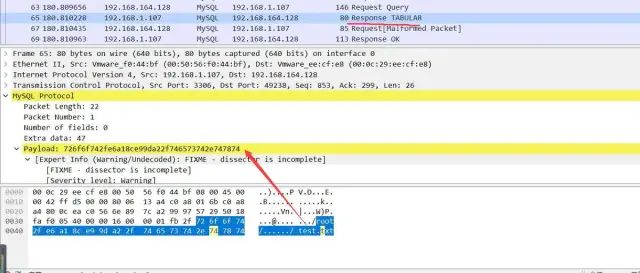 63 180.809656 192.168.164.128 MySQL 192.168.1.107 146 Request Query
65 180.810228 192.168.1.107 MySQL 192.168.164.128 80 Response TABULAR
67 180.810415 192.168.164.128 MySQL 192.168.1.107 85 Request[Malformed Packet]
69 180.810913 192.168.1.107 MySQL 192.168.164.128 113 Response OK
Frame 65: 80 bytes on wire (640 bits), 80 bytes captured (640 bits) on interface 0
Ethernet II, Src: Vmware_f0:44:bf (00:50:56:f0:44:bf), Dst: Vmware_ee:cf:e8 (00:0c:29:ee:cf:e8)
Internet Protocol Version 4, Src: 192.168.1.107, Dst: 192.168.164.128
Transmission Control Protocol, Src Port: 3306, Dst Port: 49238, Seq: 853, Ack: 299, Len: 26
MySQL Protocol
Packet Length: 22
Packet Number: 1
Number of fields: 0
Extra data: 47
Payload: 726f6f742fe6a18ce99da22f746573742e747874
[Expert Info (Warning/Undecoded): FIXME - dissector is incomplete]
[FIXME - dissector is incomplete]
[Severity level: Warning]
0000 00 0c 29 ee cf e8 00 50 56 f0 44 bf 08 00 45 00 ..)....P V.D...E.
0010 00 42 ff d5 00 00 80 06 13 a4 c0 a8 01 6b c0 a8 .B...... .....k..
0020 a4 80 0c ea c0 56 6e 89 7c a2 99 97 57 29 50 18 .....Vn. |...W)P.
0030 fa f0 05 40 00 00 16 00 00 01 fb 2f 72 6f 6f 74 ...@.... .../root
0040 2f e6 a1 8c e9 9d a2 2f 74 65 73 74 2e 74 78 74 /....../ test.txt